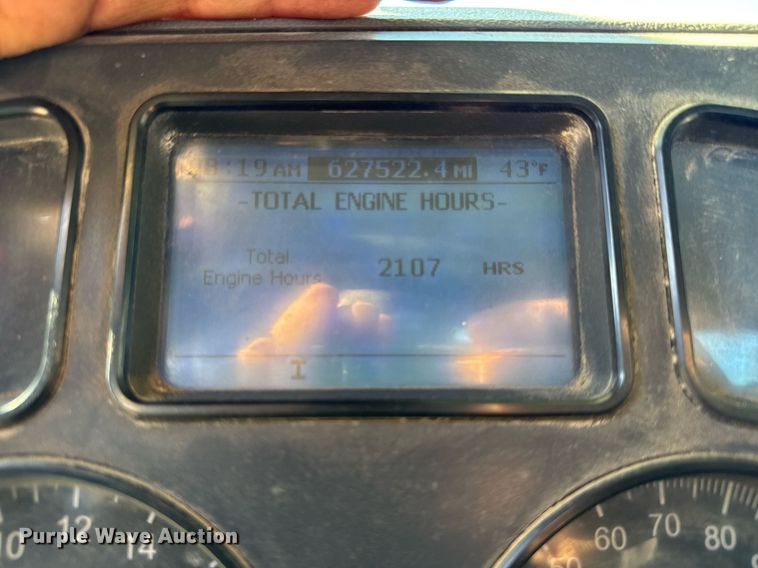 :19 AM 627522.4 MI 43°F
-TOTAL ENGINE HOURS-
Total
Engine Hours 2107 HRS
I
60 70 80
10 12 14
Purple Wave Auction®